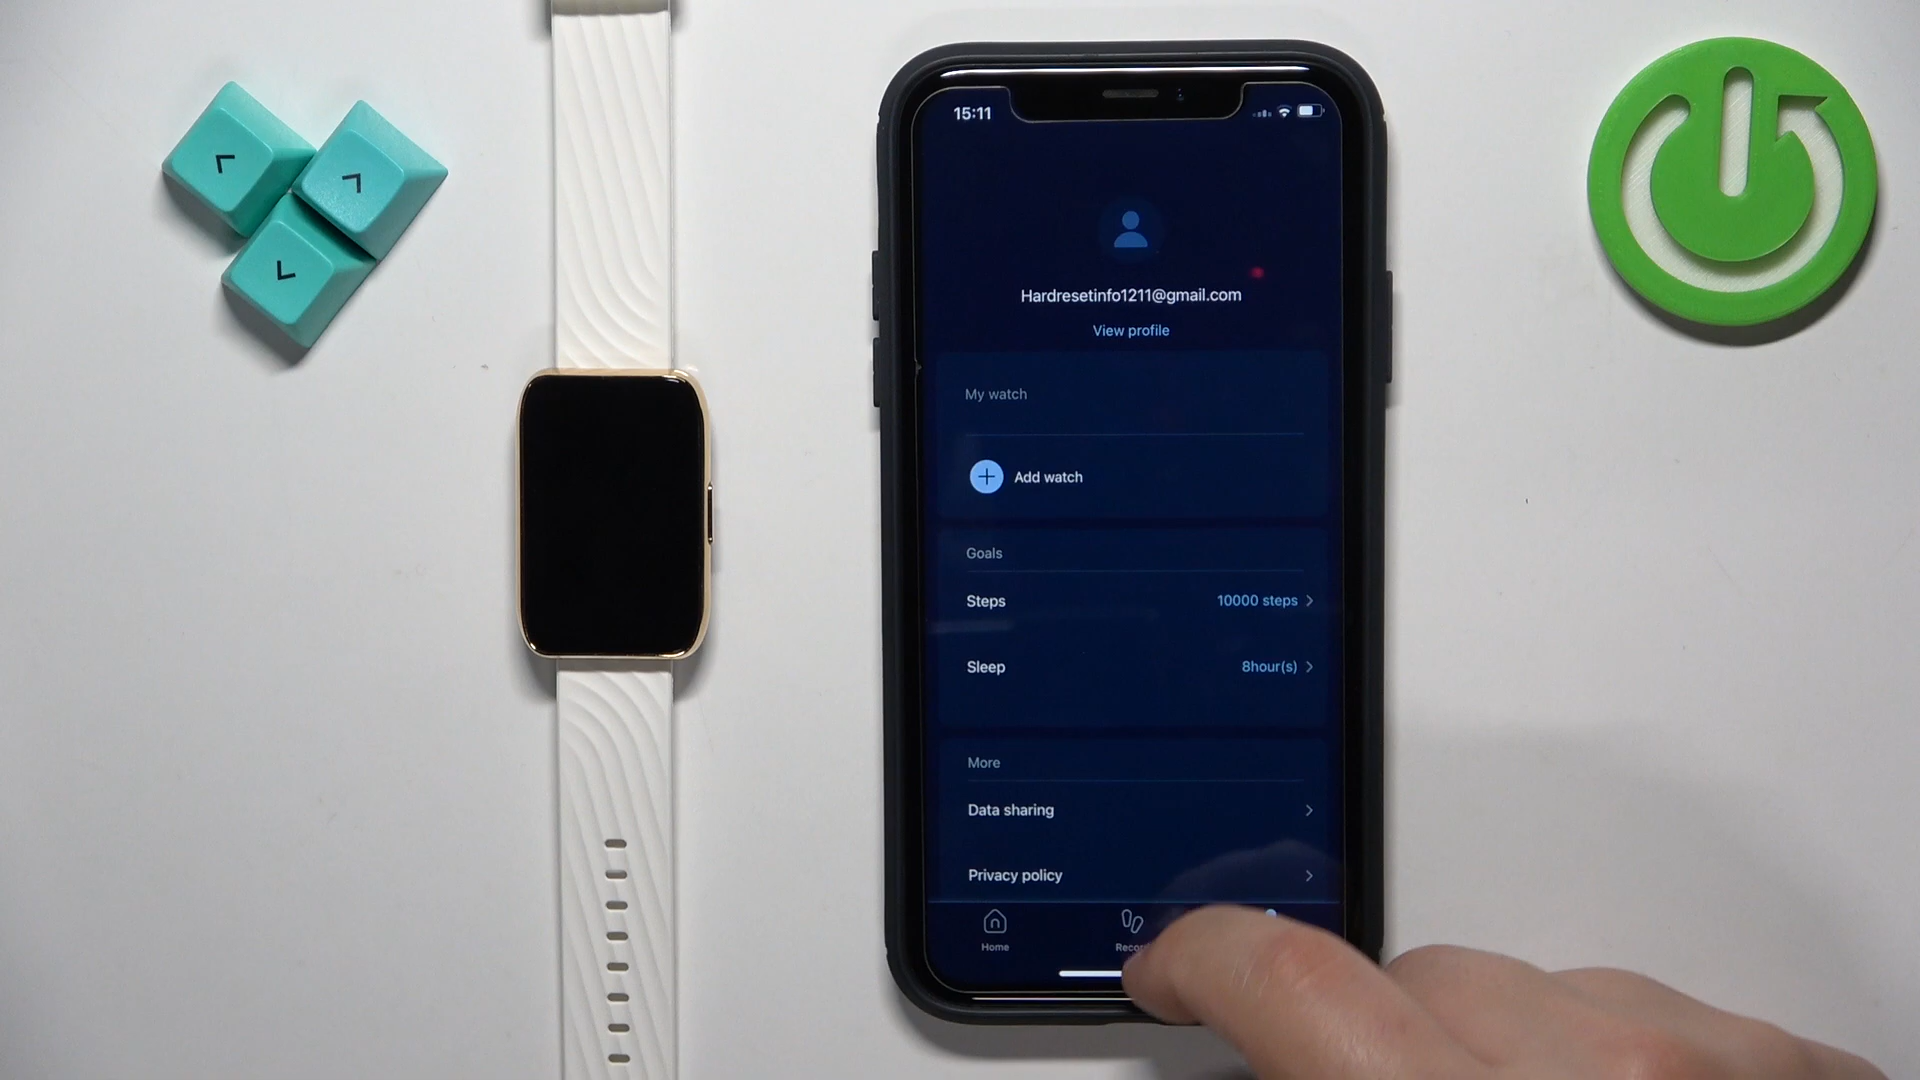 15:11
Hardresetinfo1211@gmail.com
View profile
My watch
Add watch
Goals
Steps 10000 steps
Sleep 8hour(s)
More
Data sharing
Privacy policy
Home